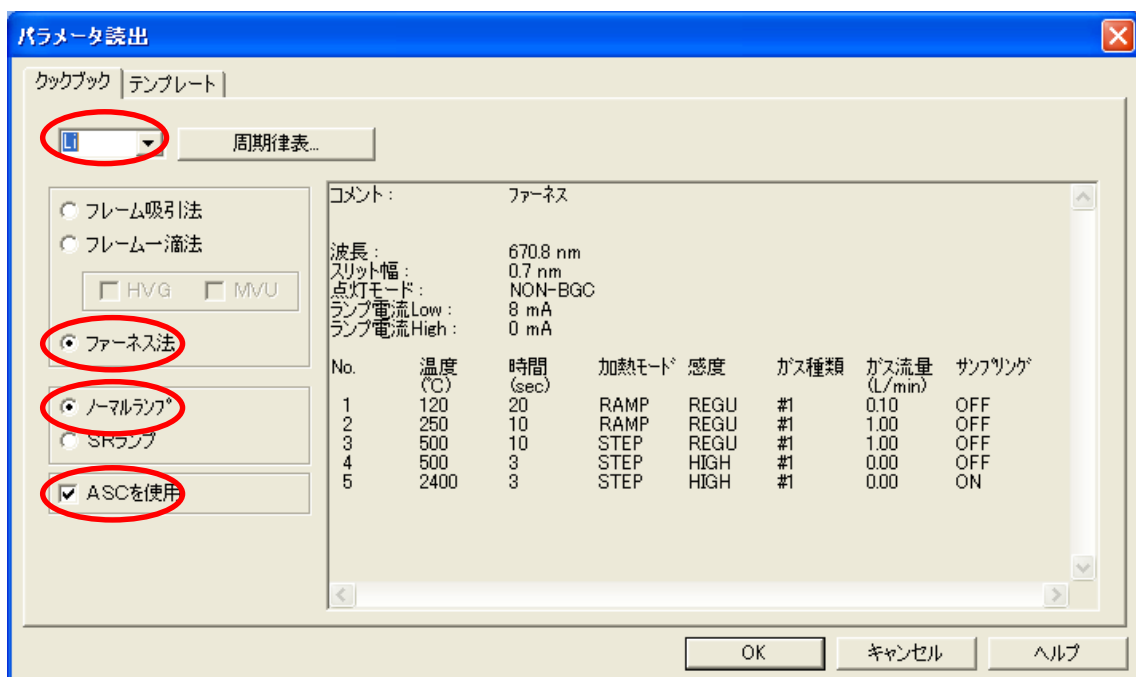 パラメータ読出
クックブック テンプレート
Li 周期律表...
フレーム吸引法
フレーム一滴法
HVG MVU
ファーネス法
ノーマルランプ
SRランプ
ASCを使用
コメント: ファーネス
波長: 670.8 nm
スリット幅: 0.7 nm
点灯モード: NON-BGC
ランプ電流Low: 8 mA
ランプ電流High: 0 mA
No. 温度 時間 加熱モード 感度 ガス種類 ガス流量 サンプリング
(℃) (sec) (L/min)
1 120 20 RAMP REGU #1 0.10 OFF
2 250 10 RAMP REGU #1 1.00 OFF
3 500 10 STEP REGU #1 1.00 OFF
4 500 3 STEP HIGH #1 0.00 OFF
5 2400 3 STEP HIGH #1 0.00 ON
OK キャンセル ヘルプ